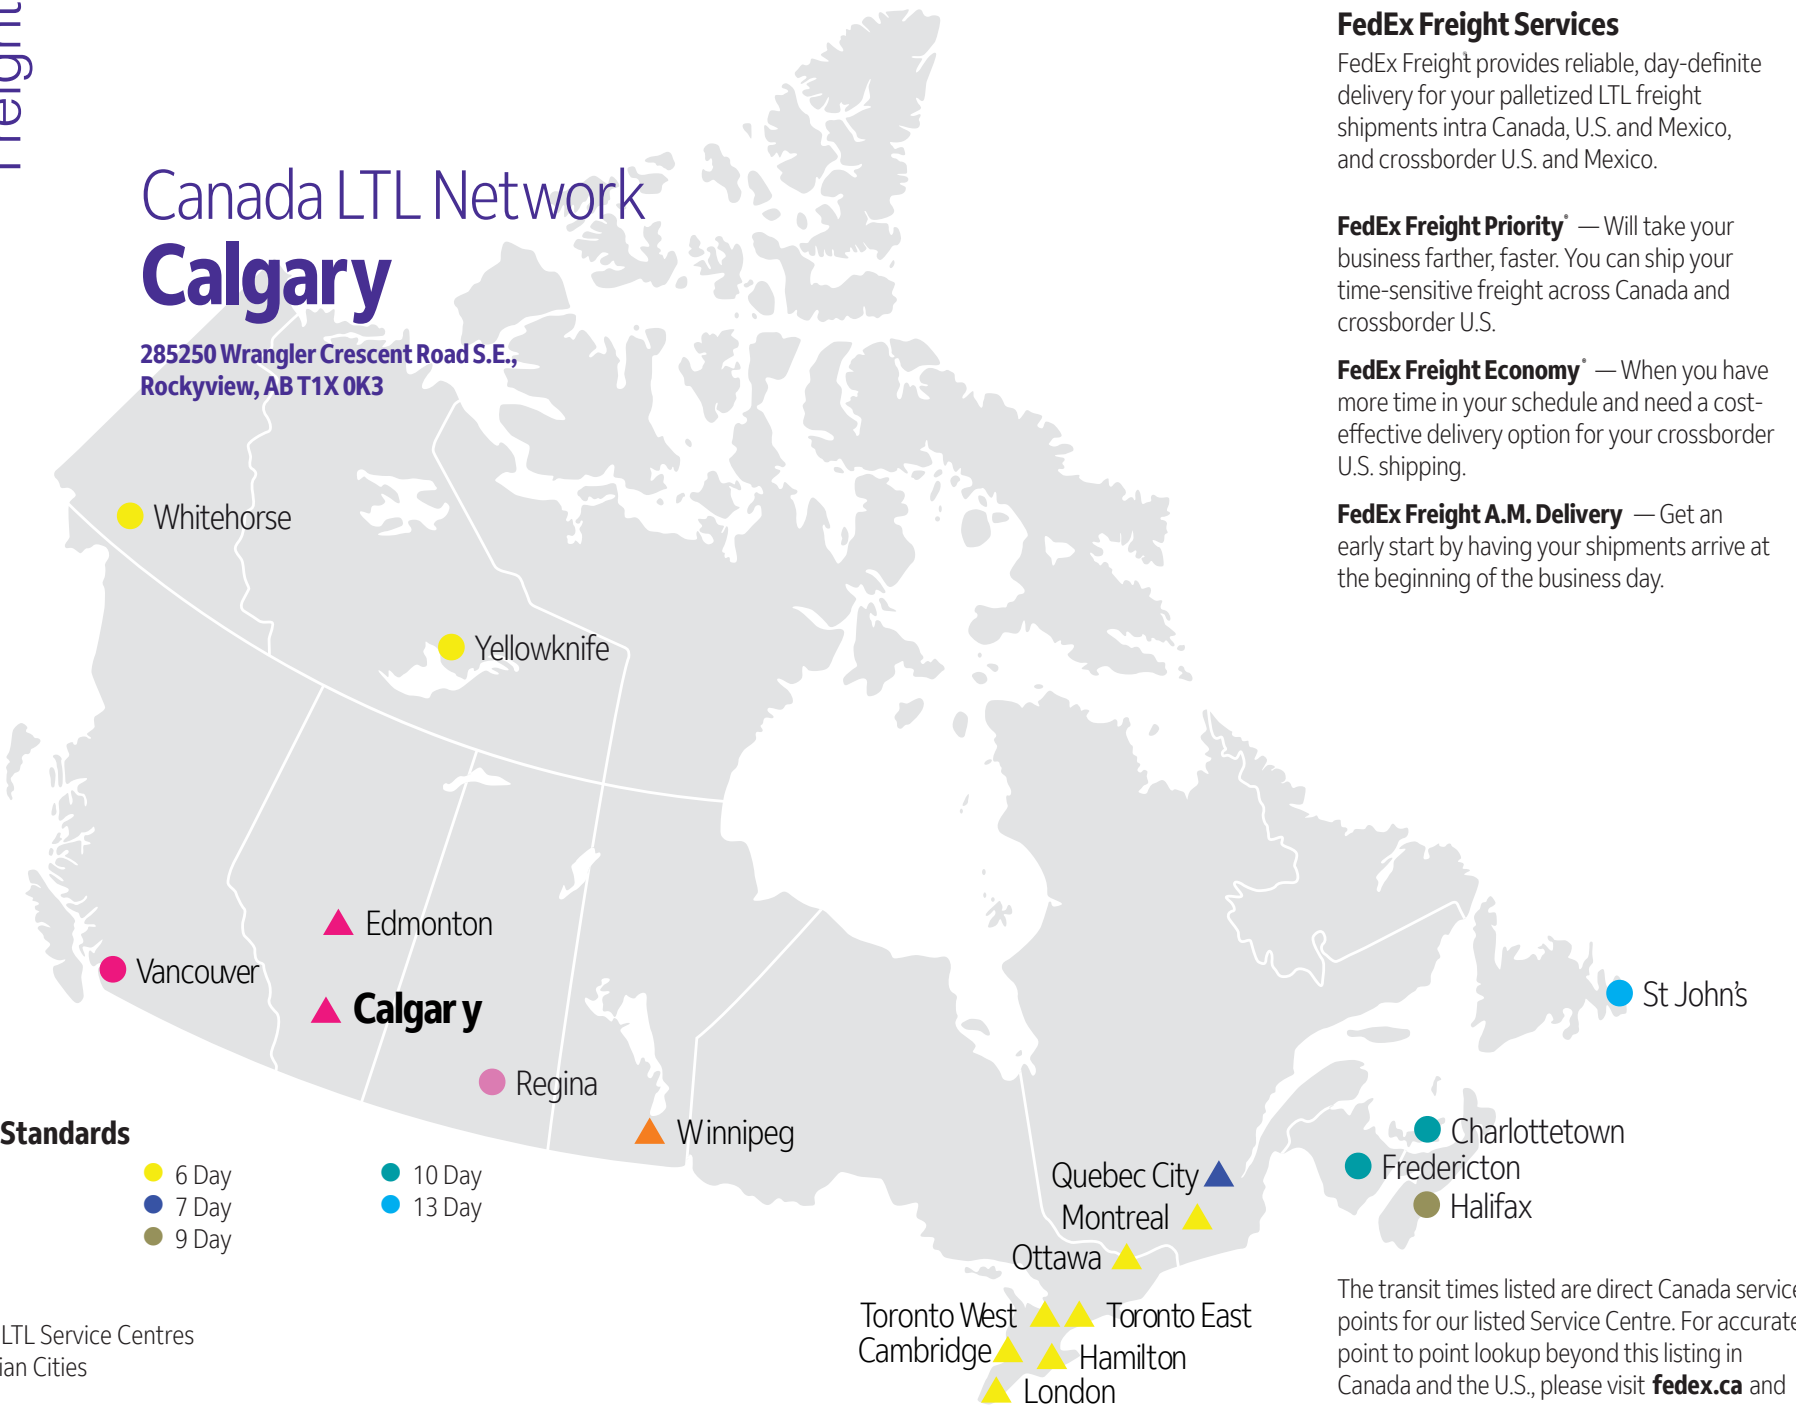 Freight
Canada LTL Network
Calgary
285250 Wrangler Crescent Road S.E.,
Rockyview, AB T1X 0K3
FedEx Freight Services
FedEx Freight® provides reliable, day-definite
delivery for your palletized LTL freight
shipments intra Canada, U.S. and Mexico,
and crossborder U.S. and Mexico.
FedEx Freight Priority® — Will take your
business farther, faster. You can ship your
time-sensitive freight across Canada and
crossborder U.S.
FedEx Freight Economy® — When you have
more time in your schedule and need a cost-
effective delivery option for your crossborder
U.S. shipping.
FedEx Freight A.M. Delivery — Get an
early start by having your shipments arrive at
the beginning of the business day.
Whitehorse
Yellowknife
Edmonton
Vancouver
Calgary
Regina
Winnipeg
St John's
Charlottetown
Fredericton
Halifax
Quebec City
Montreal
Ottawa
Toronto West
Toronto East
Cambridge
Hamilton
London
Standards
6 Day
7 Day
9 Day
10 Day
13 Day
LTL Service Centres
ian Cities
The transit times listed are direct Canada service
points for our listed Service Centre. For accurate
point to point lookup beyond this listing in
Canada and the U.S., please visit fedex.ca and